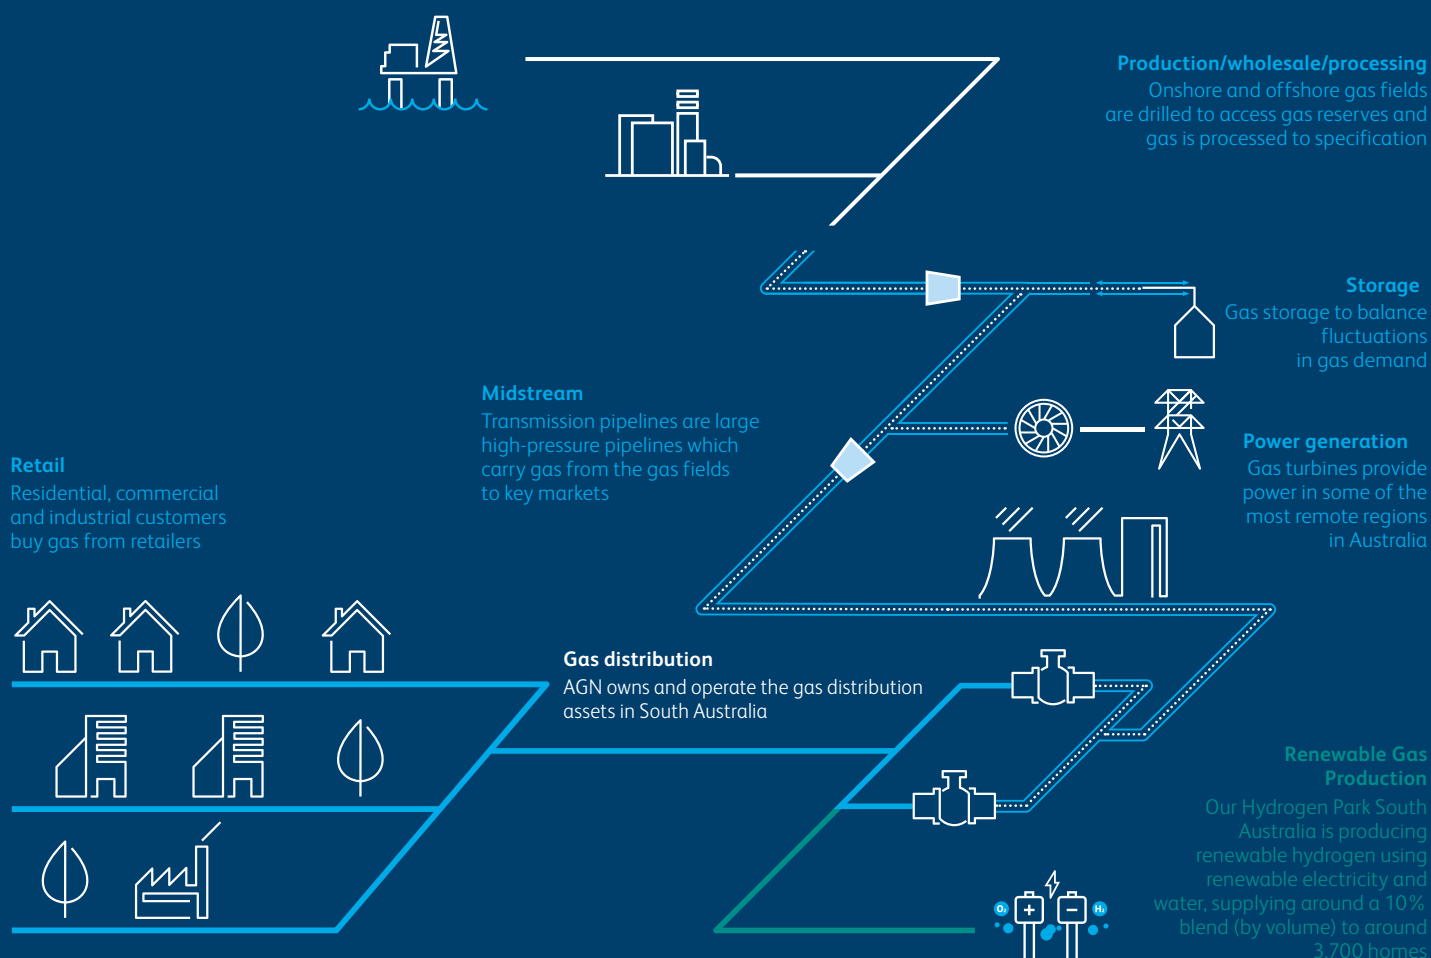 Production/wholesale/processing
Onshore and offshore gas fields
are drilled to access gas reserves and
gas is processed to specification
Storage
Gas storage to balance
fluctuations
in gas demand
Midstream
Transmission pipelines are large
high-pressure pipelines which
carry gas from the gas fields
to key markets
Power generation
Gas turbines provide
power in some of the
most remote regions
in Australia
Retail
Residential, commercial
and industrial customers
buy gas from retailers
Gas distribution
AGN owns and operate the gas distribution
assets in South Australia
Renewable Gas
Production
Our Hydrogen Park South
Australia is producing
renewable hydrogen using
renewable electricity and
water, supplying around a 10%
blend (by volume) to around
3,700 homes
O₂
+
−
H₂